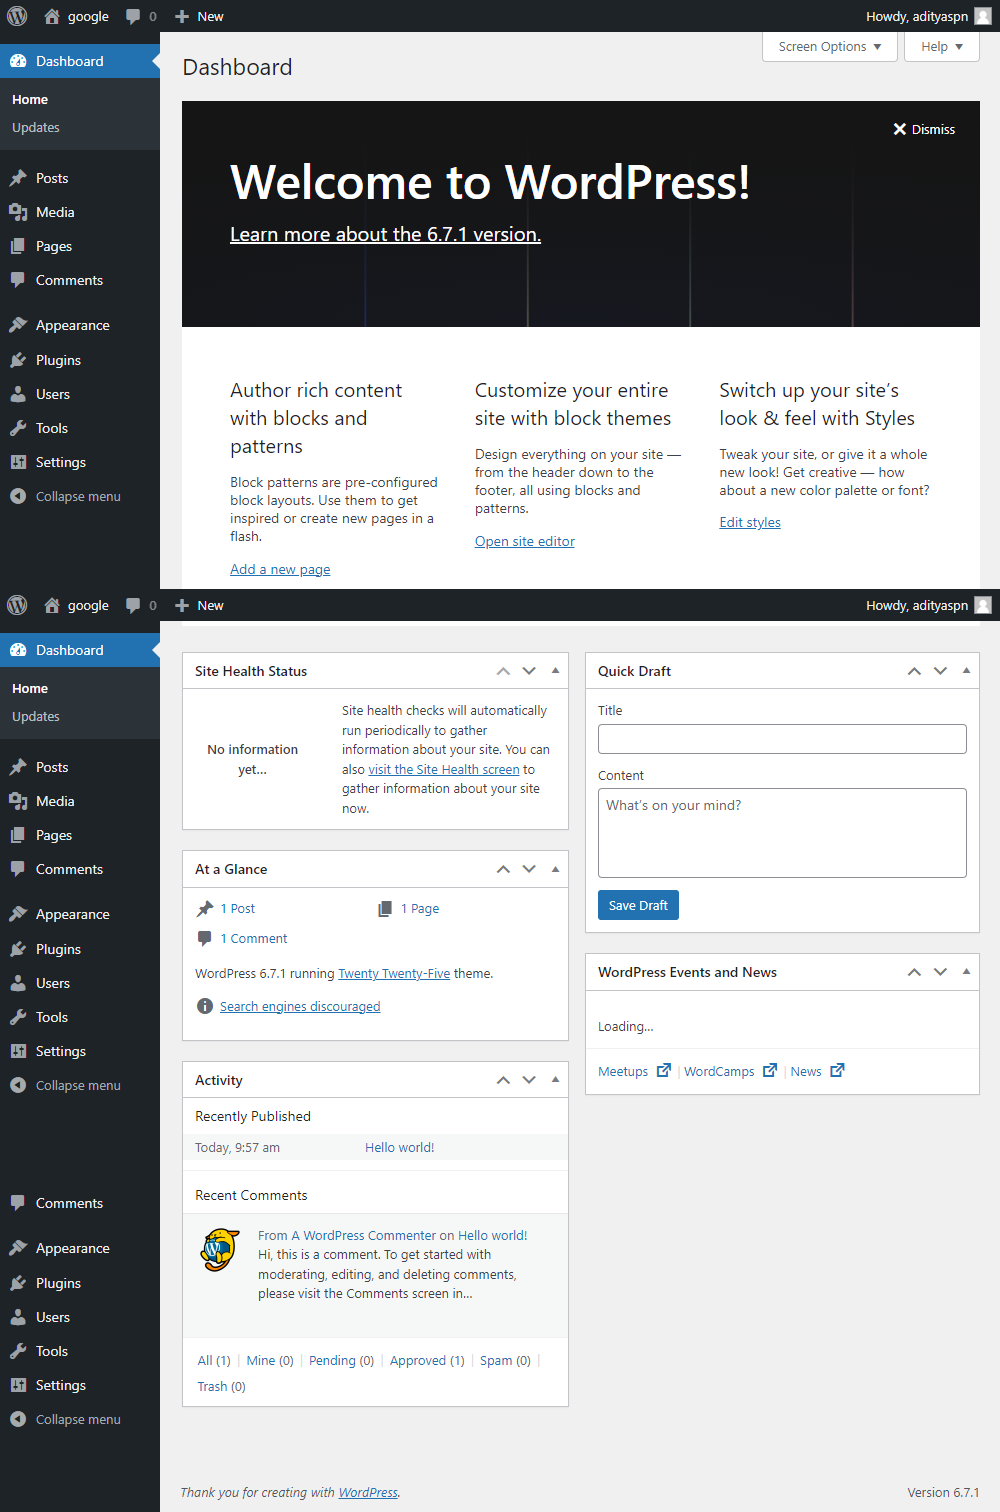 google 0 New Howdy, adityaspn
Dashboard
Home
Updates
Posts
Media
Pages
Comments
Appearance
Plugins
Users
Tools
Settings
Collapse menu
Screen Options Help
Dashboard
Dismiss
Welcome to WordPress!
Learn more about the 6.7.1 version.
Author rich content
with blocks and
patterns
Block patterns are pre-configured
block layouts. Use them to get
inspired or create new pages in a
flash.
Add a new page
Customize your entire
site with block themes
Design everything on your site —
from the header down to the
footer, all using blocks and
patterns.
Open site editor
Switch up your site’s
look & feel with Styles
Tweak your site, or give it a whole
new look! Get creative — how
about a new color palette or font?
Edit styles
google 0 New Howdy, adityaspn
Dashboard
Home
Updates
Posts
Media
Pages
Comments
Appearance
Plugins
Users
Tools
Settings
Collapse menu
Comments
Appearance
Plugins
Users
Tools
Settings
Collapse menu
Site Health Status
No information
yet...
Site health checks will automatically
run periodically to gather
information about your site. You can
also visit the Site Health screen to
gather information about your site
now.
At a Glance
1 Post 1 Page
1 Comment
WordPress 6.7.1 running Twenty Twenty-Five theme.
Search engines discouraged
Activity
Recently Published
Today, 9:57 am Hello world!
Recent Comments
From A WordPress Commenter on Hello world!
Hi, this is a comment. To get started with
moderating, editing, and deleting comments,
please visit the Comments screen in...
All (1) | Mine (0) | Pending (0) | Approved (1) | Spam (0) |
Trash (0)
Quick Draft
Title
Content
What’s on your mind?
Save Draft
WordPress Events and News
Loading...
Meetups | WordCamps | News
Thank you for creating with WordPress. Version 6.7.1